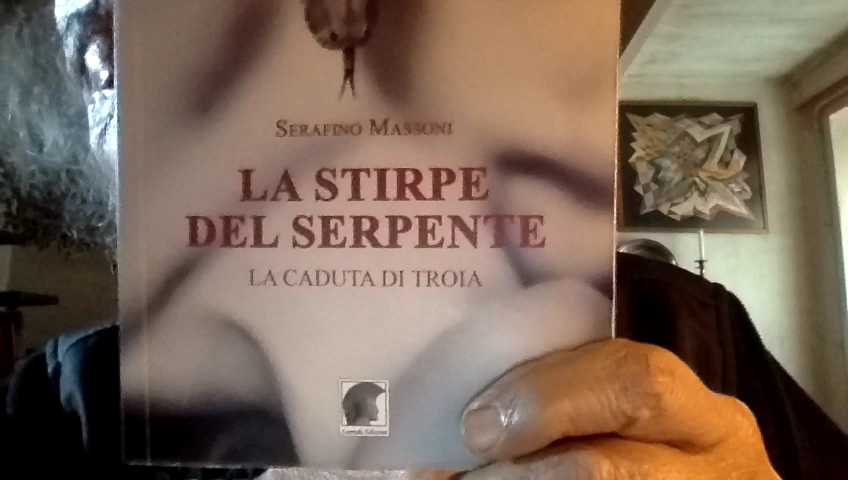 SERAFINO MASSONI
LA STIRPE
DEL SERPENTE
LA CADUTA DI TROIA